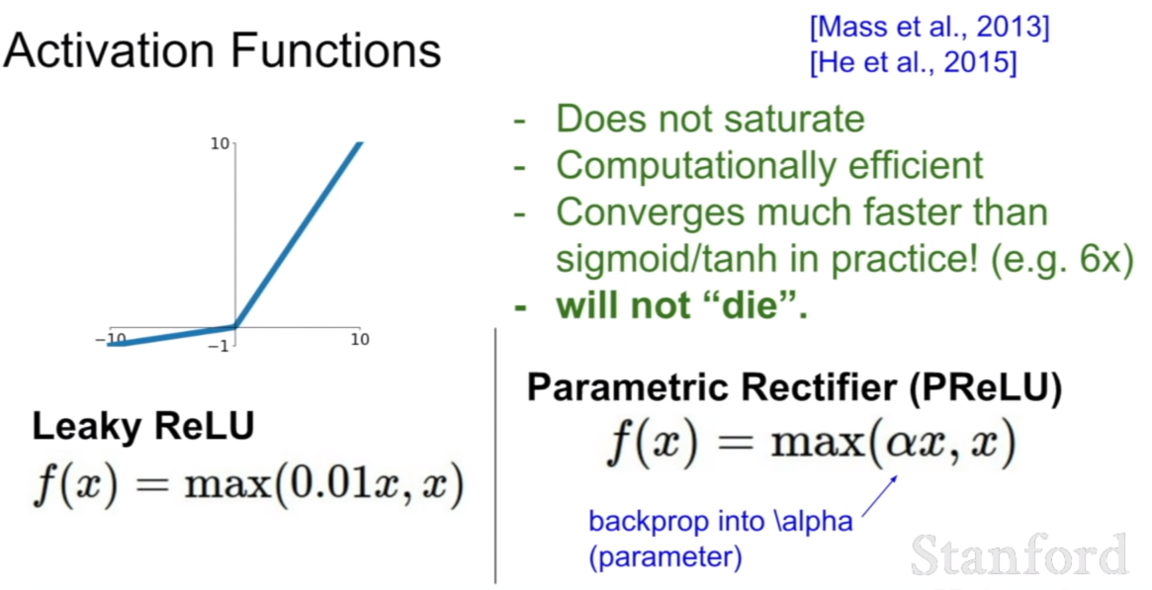 Activation Functions
[Mass et al., 2013]
[He et al., 2015]
10
−10
−1
10
- Does not saturate
- Computationally efficient
- Converges much faster than
sigmoid/tanh in practice! (e.g. 6x)
- will not “die”.
Leaky ReLU
f(x) = max(0.01x, x)
Parametric Rectifier (PReLU)
f(x) = max(αx, x)
backprop into \alpha
(parameter)
Stanford